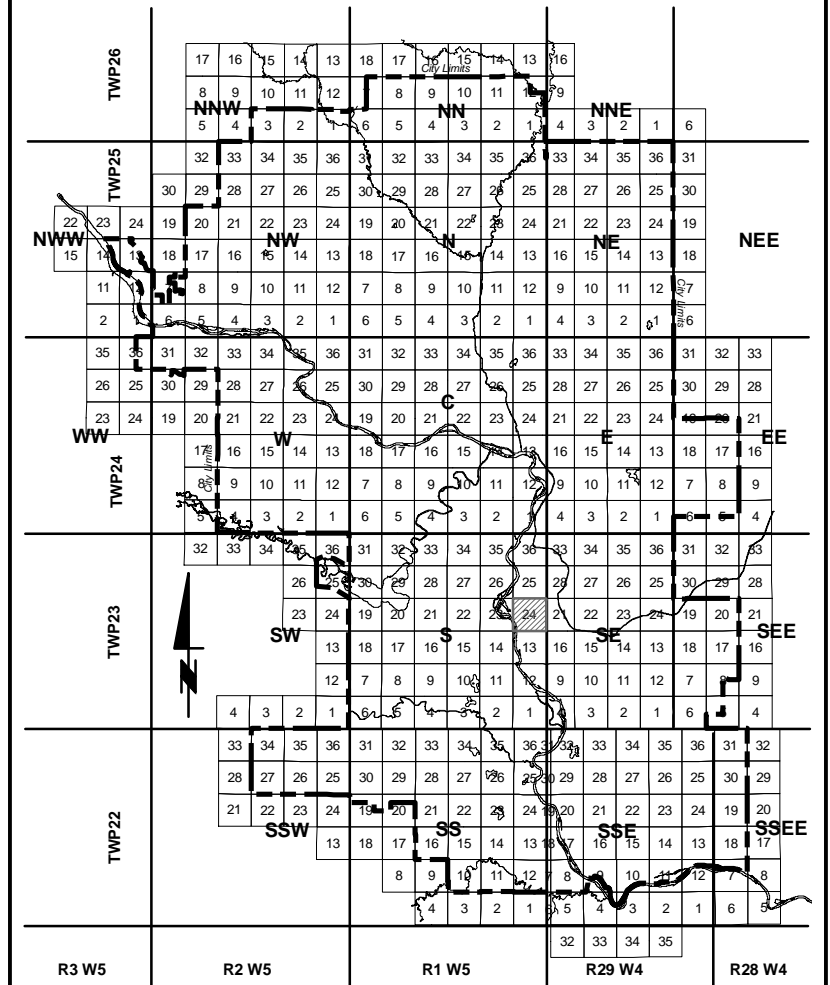 TWP26
17 16 15 14 13 18 17 16 15 14 13 16
City Limits
8 9 10 11 12 8 9 10 11 12 9
NNW NN NNE
5 4 3 2 1 6 5 4 3 2 1 4 3 2 1 6
TWP25
32 33 34 35 36 31 32 33 34 35 36 33 34 35 36 31
30 29 28 27 26 25 30 29 28 27 26 25 28 27 26 25 30
22 23 24 19 20 21 22 23 24 19 20 21 22 23 24 21 22 23 24 19
NWW NW N NE NEE
15 14 13 18 17 16 15 14 13 18 17 16 15 14 13 16 15 14 13 18
11 12 8 9 10 11 12 7 8 9 10 11 12 9 10 11 12 7
City Limits
2 6 5 4 3 2 1 6 5 4 3 2 1 4 3 2 1 6
TWP24
35 36 31 32 33 34 35 36 31 32 33 34 35 36 33 34 35 36 31 32 33
26 25 30 29 28 27 26 25 30 29 28 27 26 25 28 27 26 25 30 29 28
C
23 24 19 20 21 22 23 24 19 20 21 22 23 24 21 22 23 24 19 20 21
WW W E EE
17 16 15 14 13 18 17 16 15 14 13 16 15 14 13 18 17 16
City Limits
8 9 10 11 12 7 8 9 10 11 12 9 10 11 12 7 8 9
5 4 3 2 1 6 5 4 3 2 1 4 3 2 1 6 5 4
TWP23
32 33 34 35 36 31 32 33 34 35 36 33 34 35 36 31 32 33
26 25 30 29 28 27 26 25 28 27 26 25 30 29 28
23 24 19 20 21 22 23 24 21 22 23 24 19 20 21
SW S SE SEE
13 18 17 16 15 14 13 16 15 14 13 18 17 16
12 7 8 9 10 11 12 9 10 11 12 7 8 9
N
4 3 2 1 6 5 4 3 2 1 4 3 2 1 6 6 4
TWP22
33 34 35 36 31 32 33 34 35 36 31 32 33 34 35 36 31 32
28 27 26 25 30 29 28 27 26 25 30 29 28 27 26 25 30 29
21 22 23 24 19 20 21 22 23 24 19 20 21 22 23 24 19 20
SSW SS SSE SSEE
13 18 17 16 15 14 13 18 17 16 15 14 13 18 17
8 9 10 11 12 7 8 9 10 11 12 7 8
4 3 2 1 5 4 3 2 1 6 5
32 33 34 35
R3 W5 R2 W5 R1 W5 R29 W4 R28 W4